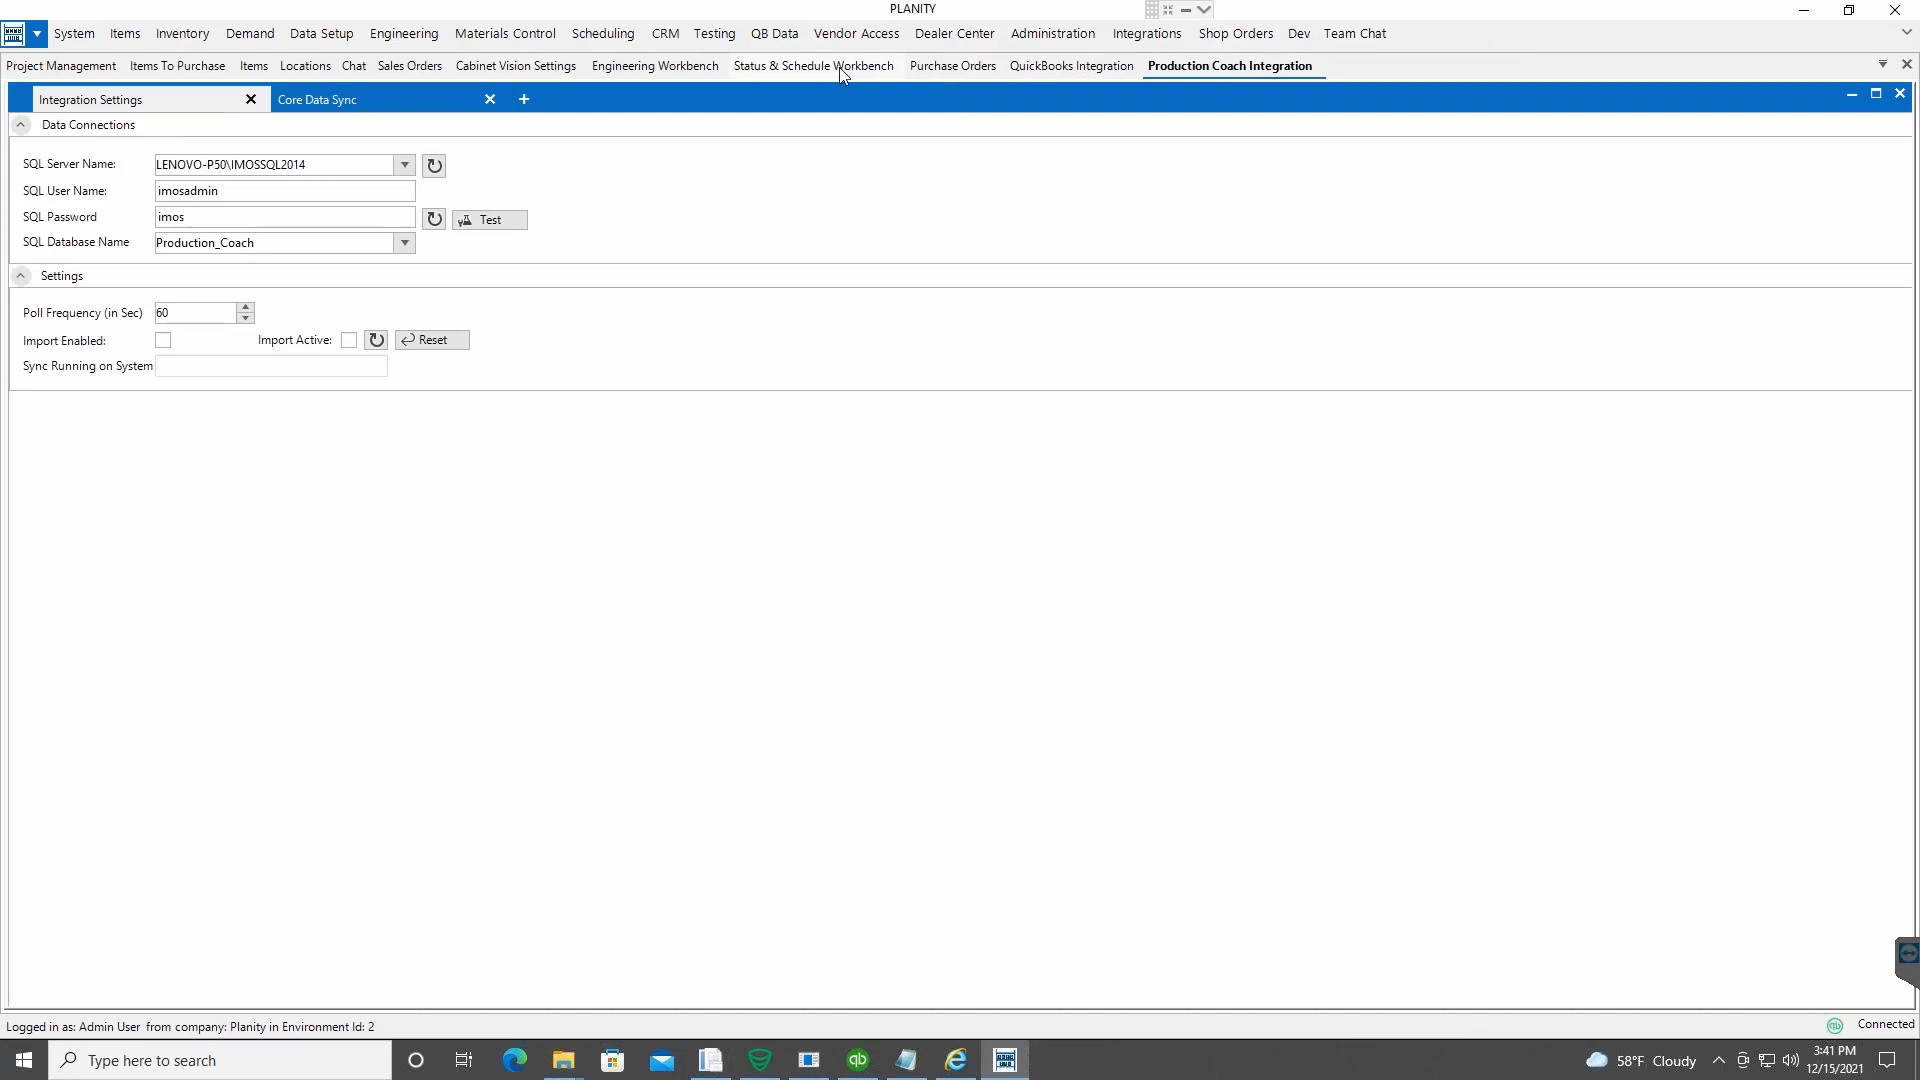 PLANITY
System Items Inventory Demand Data Setup Engineering Materials Control Scheduling CRM Testing QB Data Vendor Access Dealer Center Administration Integrations Shop Orders Dev Team Chat
Project Management Items To Purchase Items Locations Chat Sales Orders Cabinet Vision Settings Engineering Workbench Status & Schedule Workbench Purchase Orders QuickBooks Integration Production Coach Integration
Integration Settings Core Data Sync
Data Connections
SQL Server Name: LENOVO-P50\IMOSSQL2014
SQL User Name: imosadmin
SQL Password imos Test
SQL Database Name Production_Coach
Settings
Poll Frequency (in Sec) 60
Import Enabled: Import Active: Reset
Sync Running on System
Logged in as: Admin User from company: Planity in Environment Id: 2 qb Connected
Type here to search qb 58°F Cloudy 3:41 PM
12/15/2021